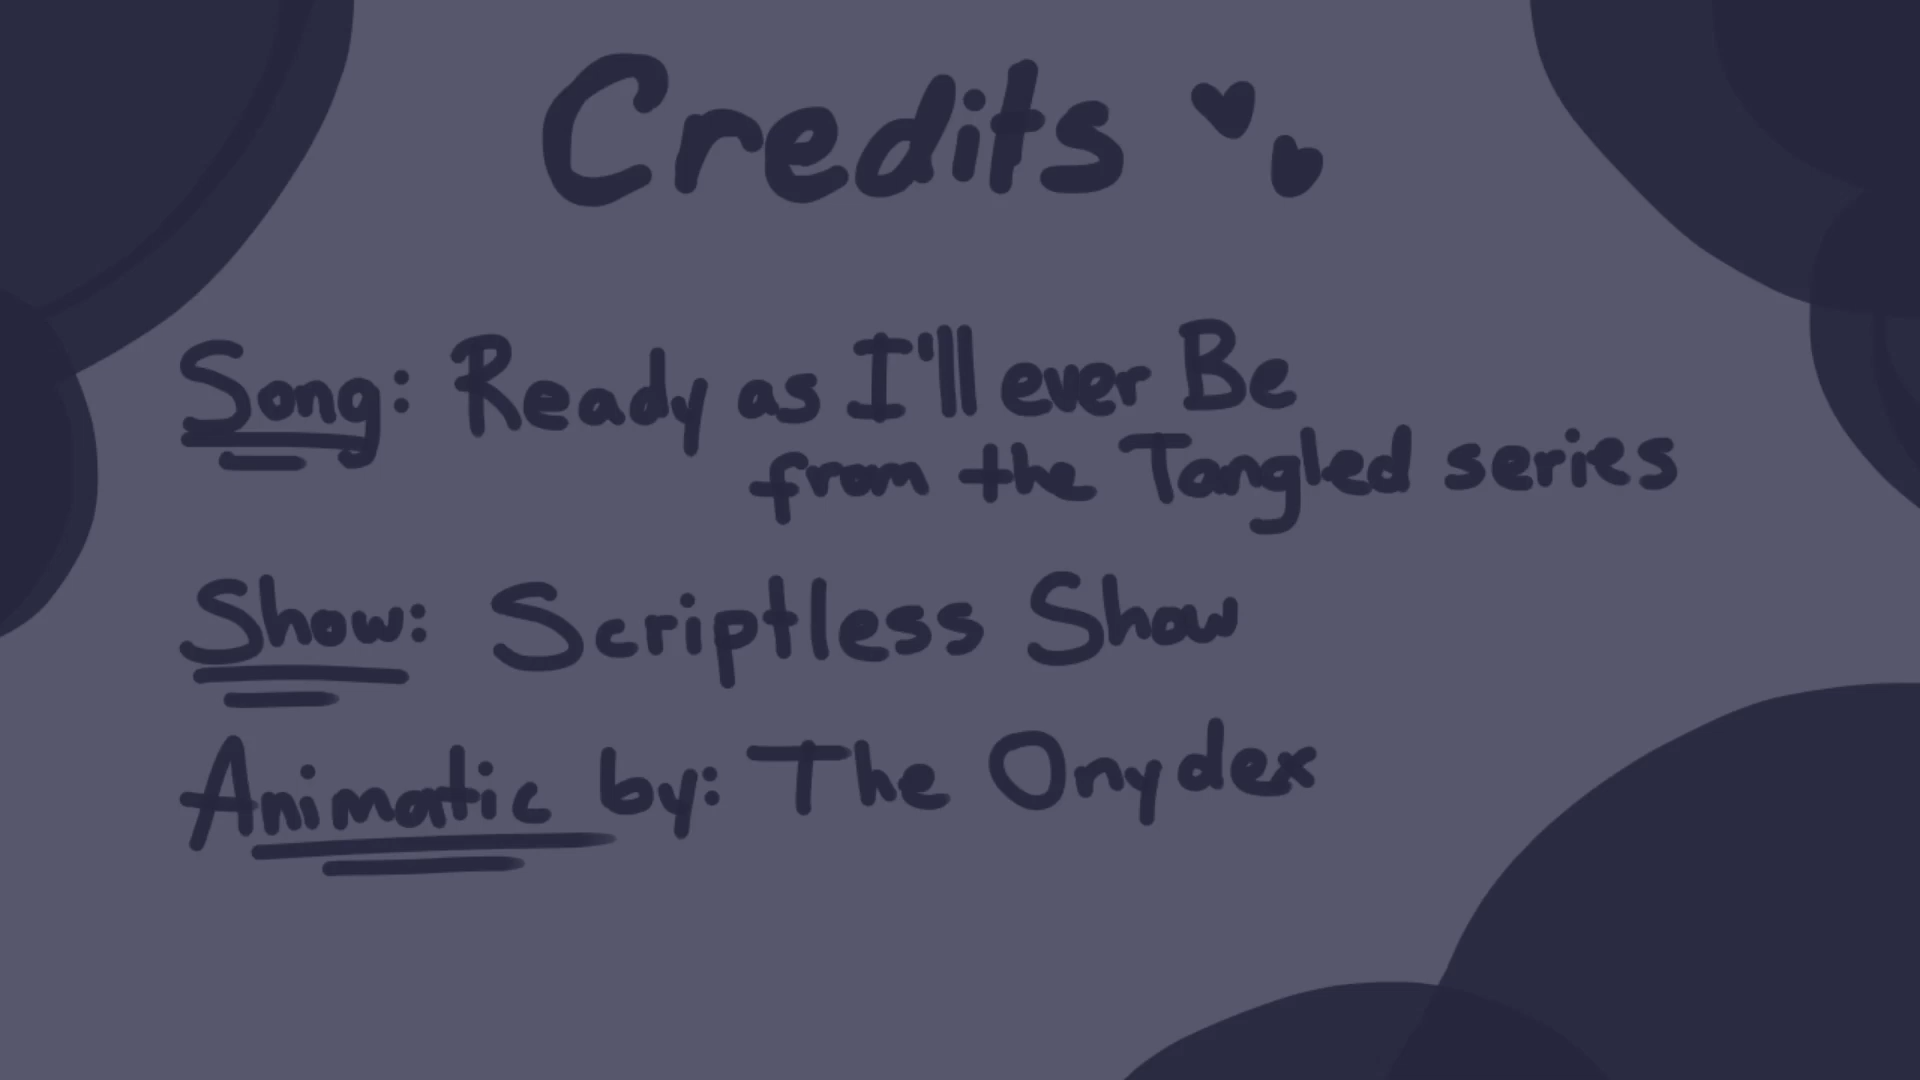 Credits
Song: Ready as I'll ever Be
from the Tangled series
Show: Scriptless Show
Animatic by: The Onydex